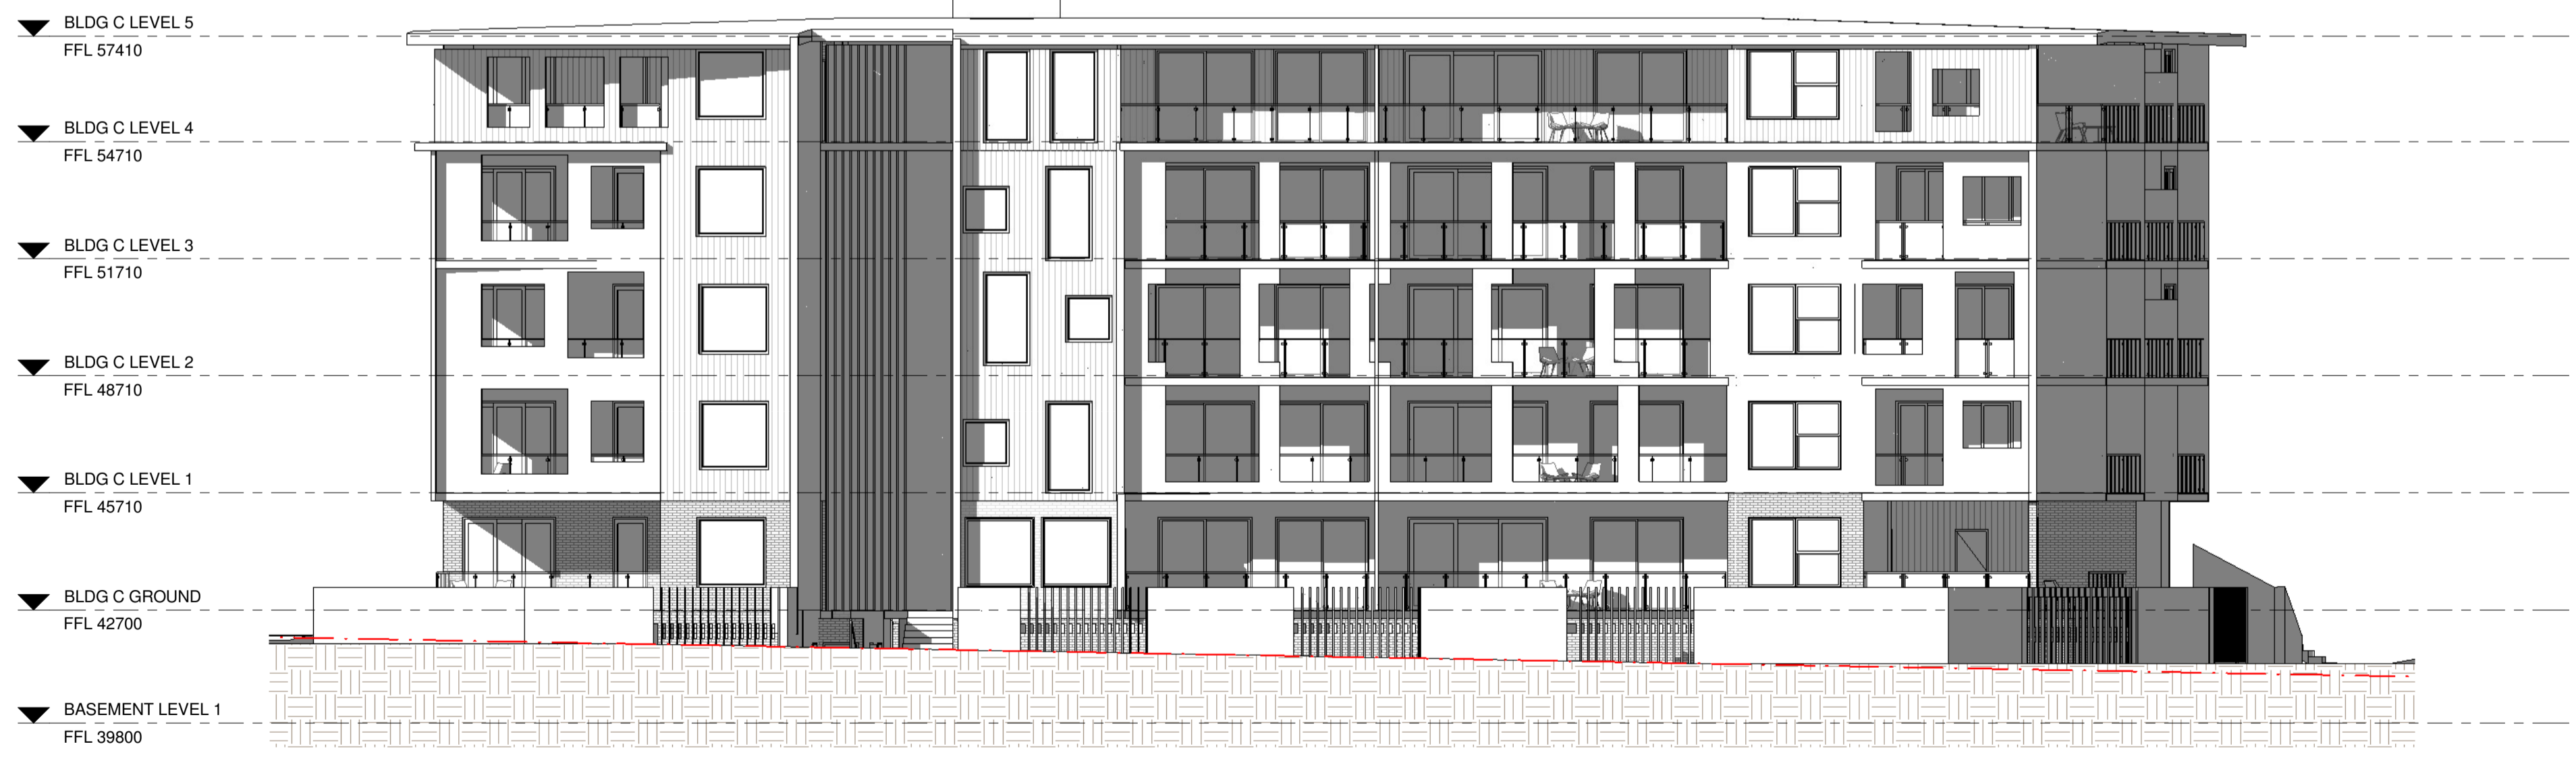 BLDG C LEVEL 5
FFL 57410
BLDG C LEVEL 4
FFL 54710
BLDG C LEVEL 3
FFL 51710
BLDG C LEVEL 2
FFL 48710
BLDG C LEVEL 1
FFL 45710
BLDG C GROUND
FFL 42700
BASEMENT LEVEL 1
FFL 39800